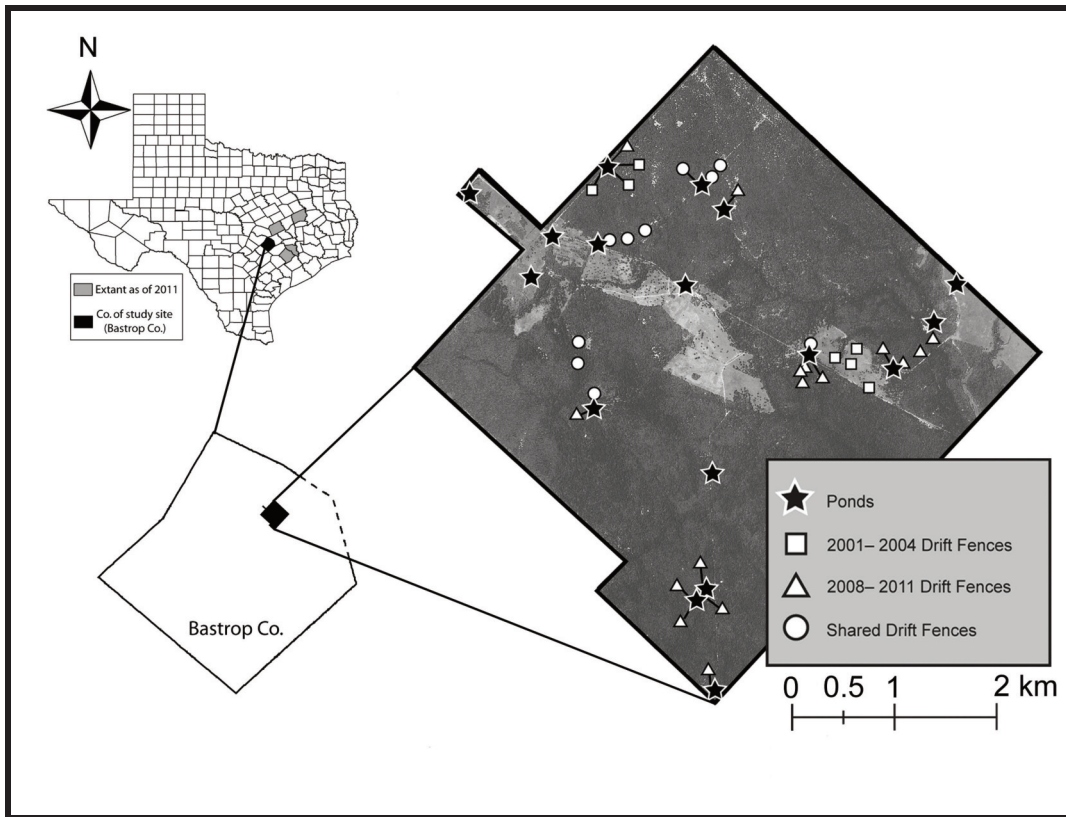 N
Extant as of 2011
Co. of study site
(Bastrop Co.)
Bastrop Co.
Ponds
2001– 2004 Drift Fences
2008– 2011 Drift Fences
Shared Drift Fences
0 0.5 1 2 km